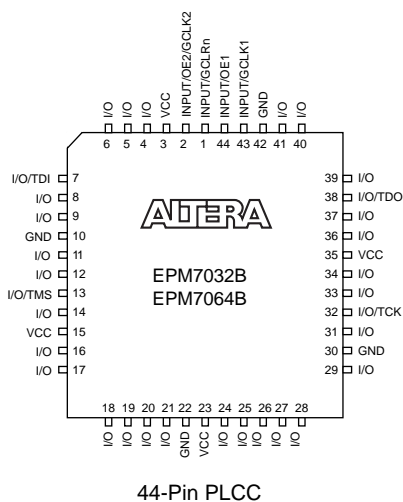 I/O
I/O
I/O
VCC
INPUT/OE2/GCLK2
INPUT/GCLRn
INPUT/OE1
INPUT/GCLK1
GND
I/O
I/O
6 5 4 3 2 1 44 43 42 41 40
I/O/TDI 7
I/O 8
I/O 9
GND 10
I/O 11
I/O 12
I/O/TMS 13
I/O 14
VCC 15
I/O 16
I/O 17
ALTERA
EPM7032B
EPM7064B
39 I/O
38 I/O/TDO
37 I/O
36 I/O
35 VCC
34 I/O
33 I/O
32 I/O/TCK
31 I/O
30 GND
29 I/O
18 19 20 21 22 23 24 25 26 27 28
I/O
I/O
I/O
I/O
GND
VCC
I/O
I/O
I/O
I/O
I/O
44-Pin PLCC